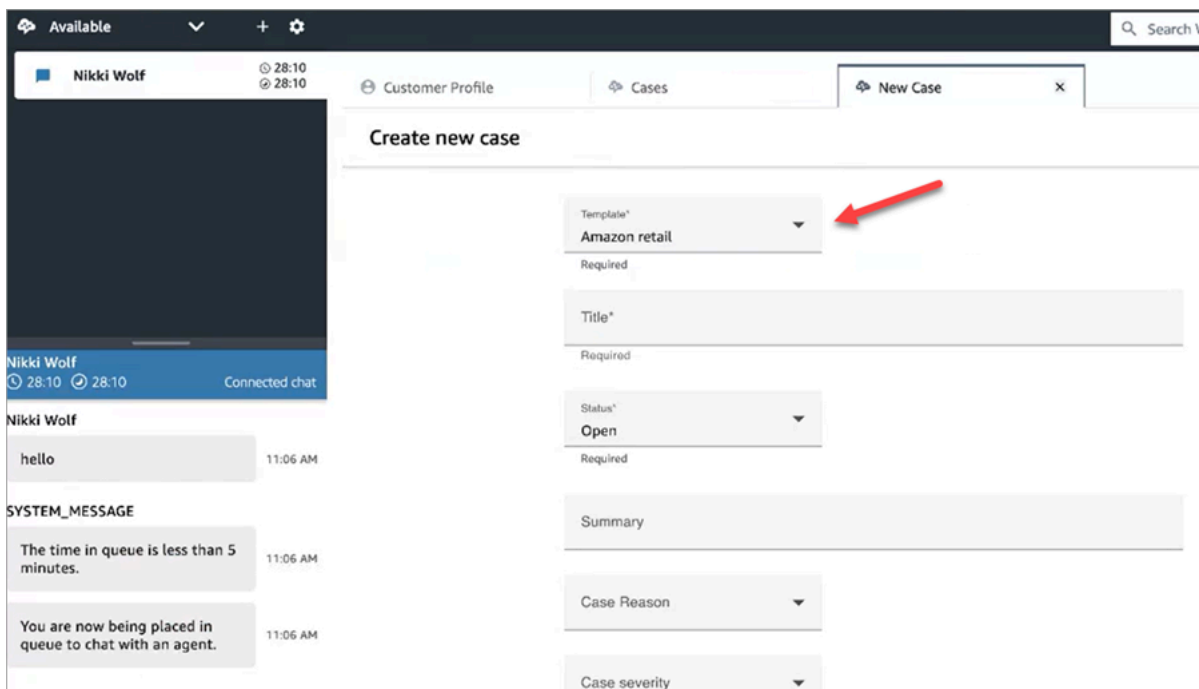 Available
+
Search
Nikki Wolf
28:10
28:10
Customer Profile
Cases
New Case
×
Create new case
Template*
Amazon retail
Required
Title*
Required
Status*
Open
Required
Summary
Case Reason
Case severity
Nikki Wolf
28:10 28:10 Connected chat
Nikki Wolf
hello
11:06 AM
SYSTEM_MESSAGE
The time in queue is less than 5
minutes.
11:06 AM
You are now being placed in
queue to chat with an agent.
11:06 AM